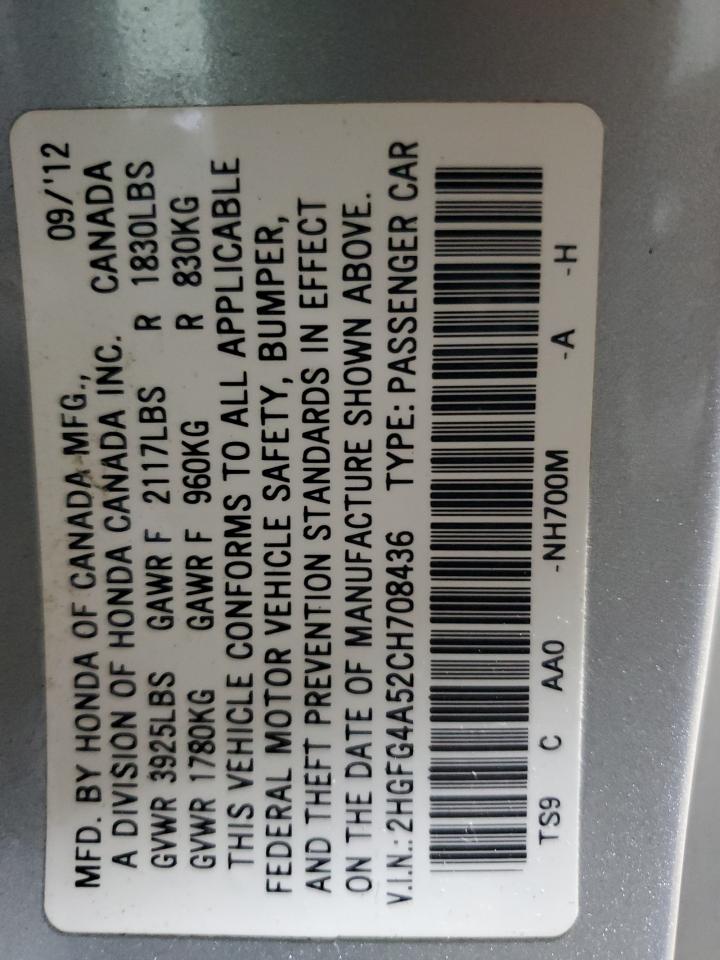 09/'12
MFD. BY HONDA OF CANADA MFG.,
A DIVISION OF HONDA CANADA INC. CANADA
GVWR 3925LBS GAWR F 2117LBS R 1830LBS
GVWR 1780KG GAWR F 960KG R 830KG
THIS VEHICLE CONFORMS TO ALL APPLICABLE
FEDERAL MOTOR VEHICLE SAFETY, BUMPER,
AND THEFT PREVENTION STANDARDS IN EFFECT
ON THE DATE OF MANUFACTURE SHOWN ABOVE.
V.I.N.: 2HGFG4A52CH708436 TYPE: PASSENGER CAR
TS9 C AA0 -NH700M -A -H